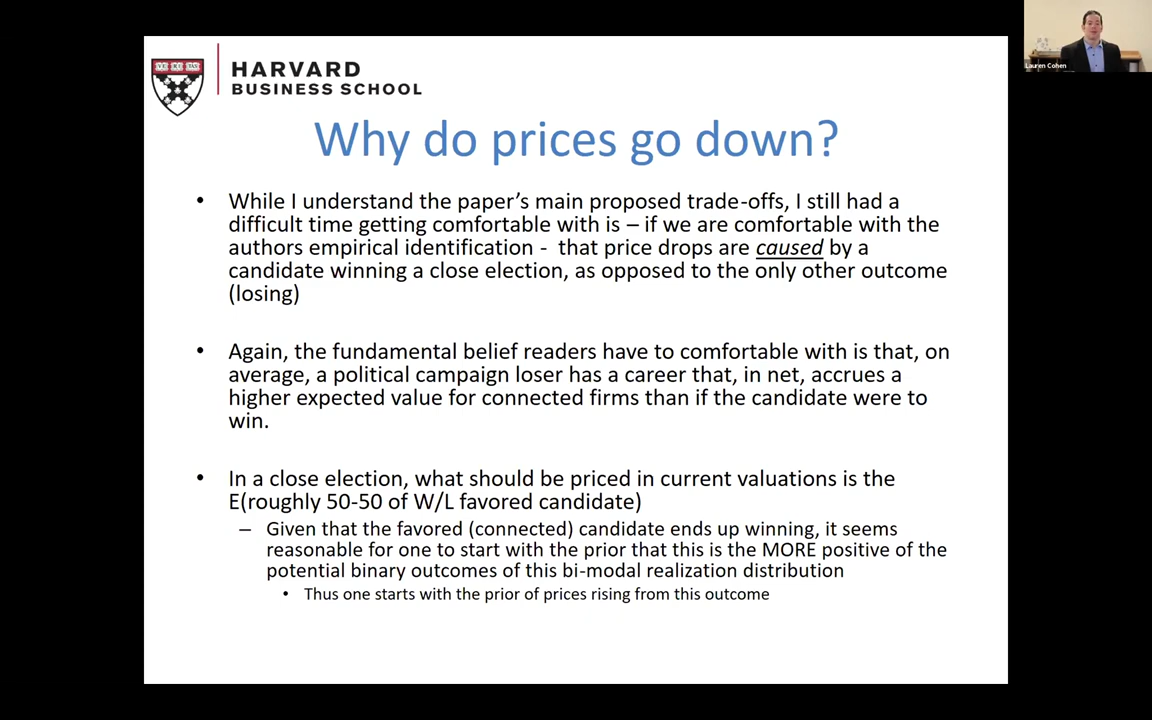 HARVARD
BUSINESS SCHOOL
Lauren Cohen
Why do prices go down?
• While I understand the paper's main proposed trade-offs, I still had a
difficult time getting comfortable with is – if we are comfortable with the
authors empirical identification - that price drops are caused by a
candidate winning a close election, as opposed to the only other outcome
(losing)
• Again, the fundamental belief readers have to comfortable with is that, on
average, a political campaign loser has a career that, in net, accrues a
higher expected value for connected firms than if the candidate were to
win.
• In a close election, what should be priced in current valuations is the
E(roughly 50-50 of W/L favored candidate)
– Given that the favored (connected) candidate ends up winning, it seems
reasonable for one to start with the prior that this is the MORE positive of the
potential binary outcomes of this bi-modal realization distribution
• Thus one starts with the prior of prices rising from this outcome